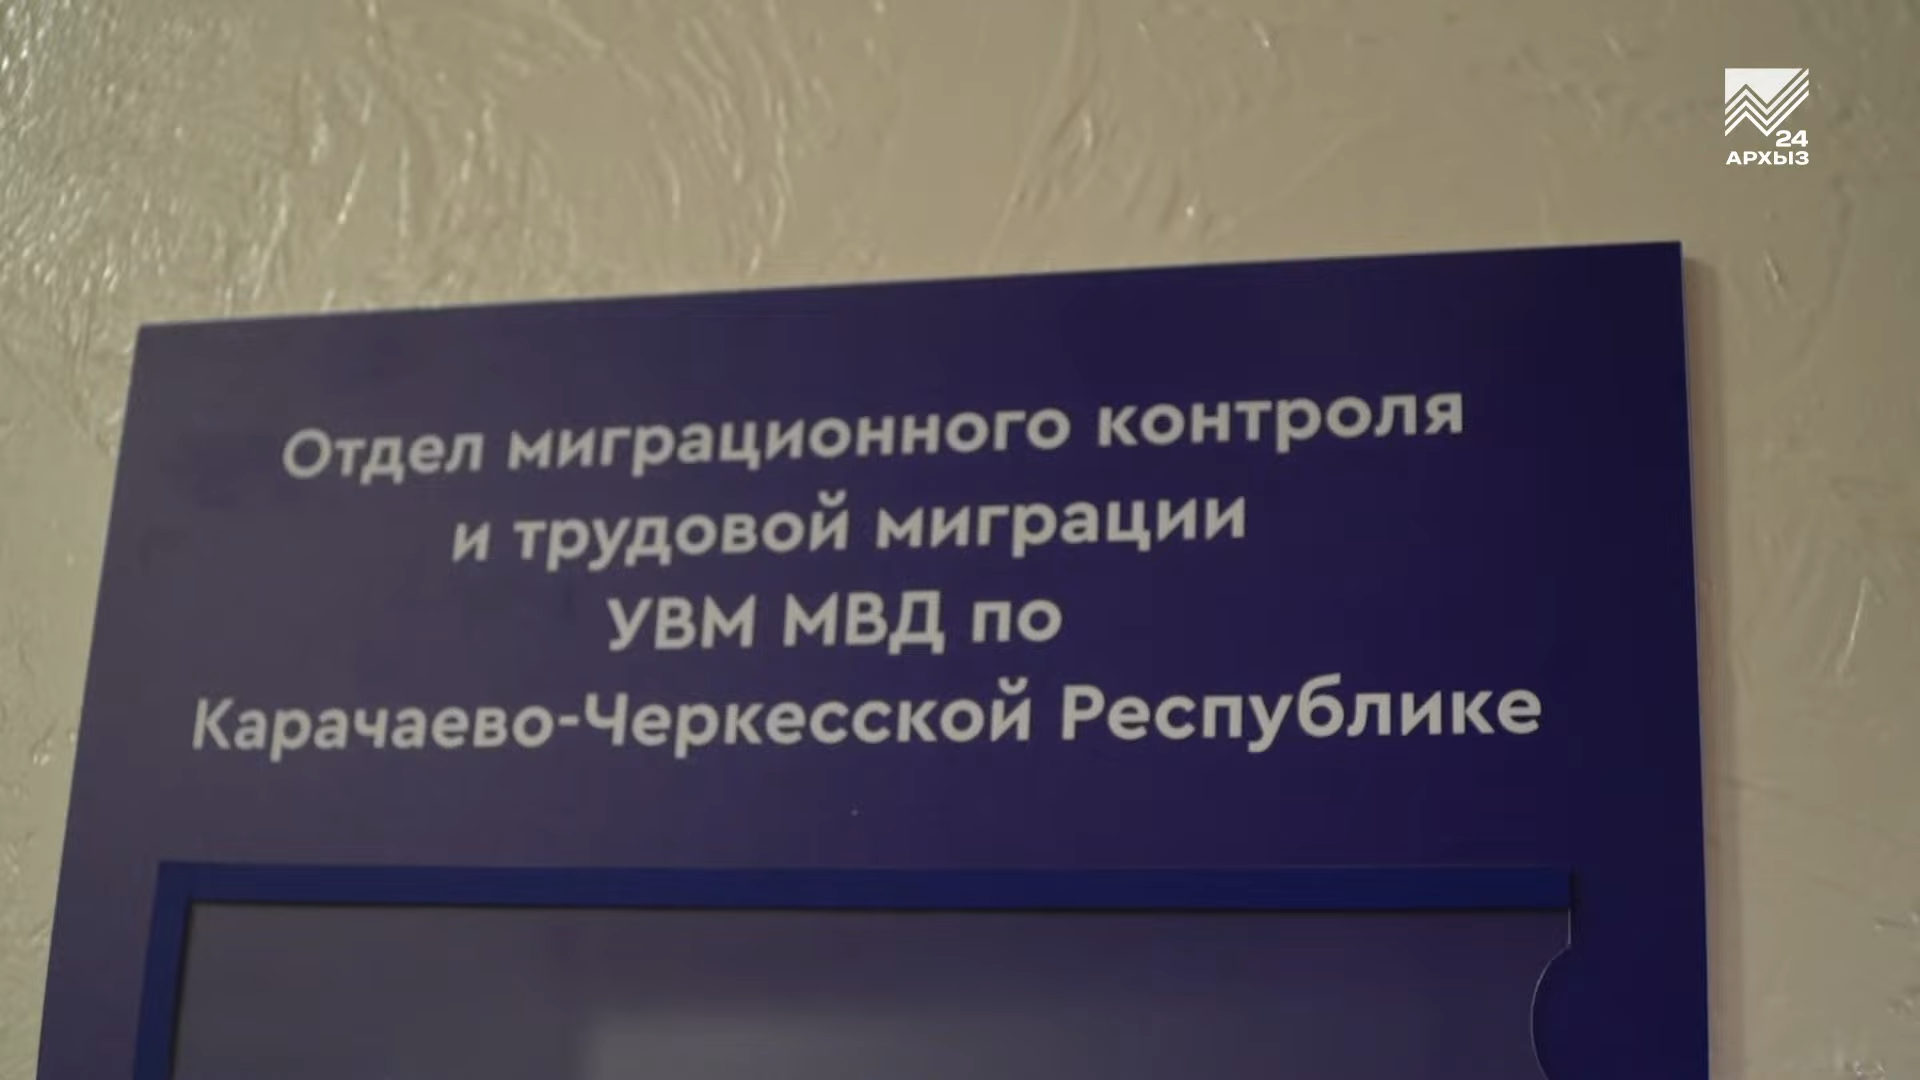 24
АРХЫЗ
Отдел миграционного контроля
и трудовой миграции
УВМ МВД по
Карачаево-Черкесской Республике